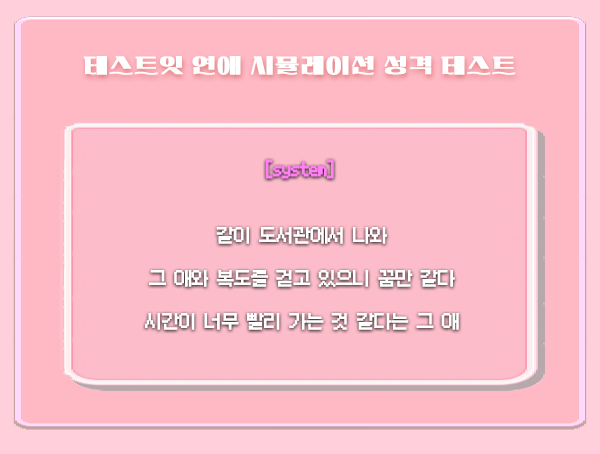 테스트잇 연애 시뮬레이션 성격 테스트
[system]
같이 도서관에서 나와
그 애와 복도를 걷고 있으니 꿈만 같다
시간이 너무 빨리 가는 것 같다는 그 애